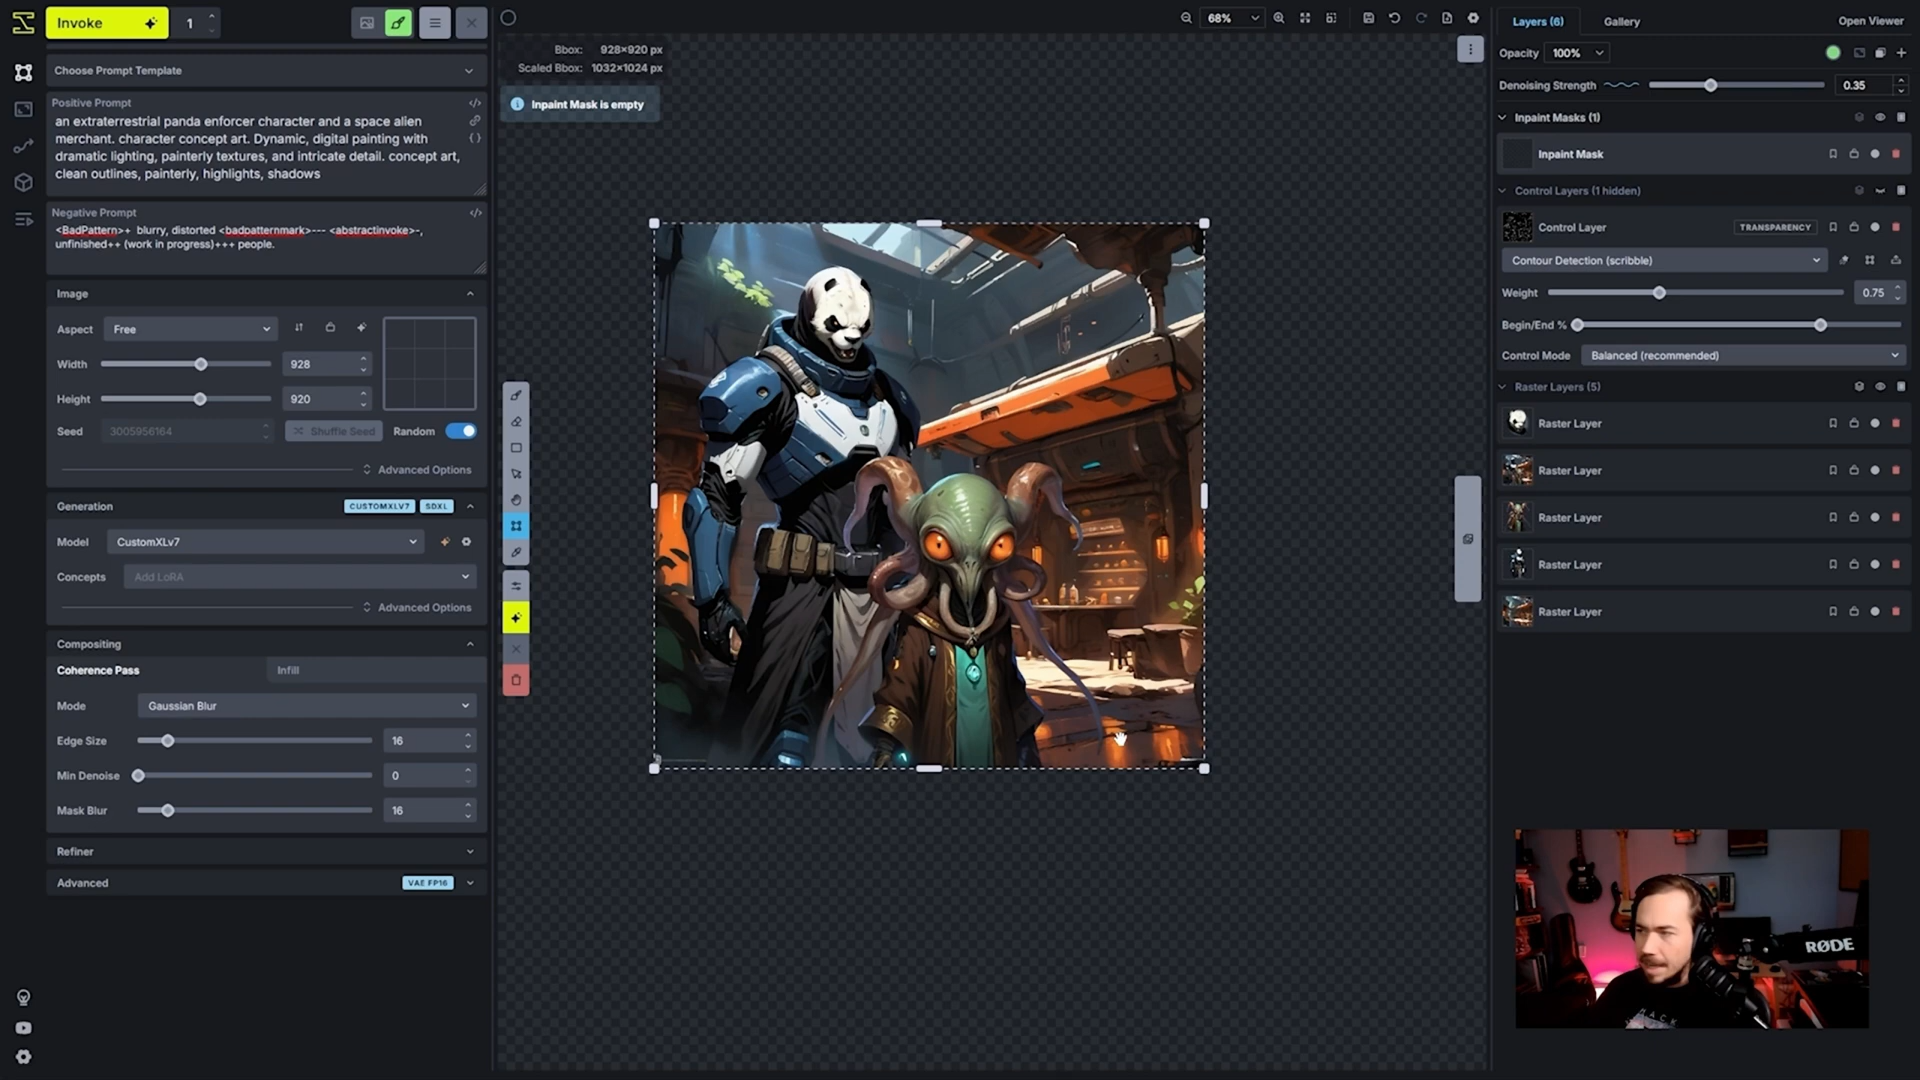 Invoke
1
Choose Prompt Template
Positive Prompt
an extraterrestrial panda enforcer character and a space alien
merchant. character concept art. Dynamic, digital painting with
dramatic lighting, painterly textures, and intricate detail. concept art,
clean outlines, painterly, highlights, shadows
Negative Prompt
<BadPattern>+ blurry, distorted <badpatternmark>--- <abstractinvoke>-,
unfinished++ (work in progress)+++ people.
Image
Aspect
Free
Width
928
Height
920
Seed
3005956164
Shuffle Seed
Random
Advanced Options
Generation
CUSTOMXLV7
SDXL
Model
CustomXLv7
Concepts
Add LoRA
Advanced Options
Compositing
Coherence Pass
Infill
Mode
Gaussian Blur
Edge Size
16
Min Denoise
0
Mask Blur
16
Refiner
Advanced
VAE FP16
68%
Bbox: 928×920 px
Scaled Bbox: 1032×1024 px
Inpaint Mask is empty
Layers (6)
Gallery
Open Viewer
Opacity
100%
Denoising Strength
0.35
Inpaint Masks (1)
Inpaint Mask
Control Layers (1 hidden)
Control Layer
TRANSPARENCY
Contour Detection (scribble)
Weight
0.75
Begin/End %
Control Mode
Balanced (recommended)
Raster Layers (5)
Raster Layer
Raster Layer
Raster Layer
Raster Layer
Raster Layer
RØDE